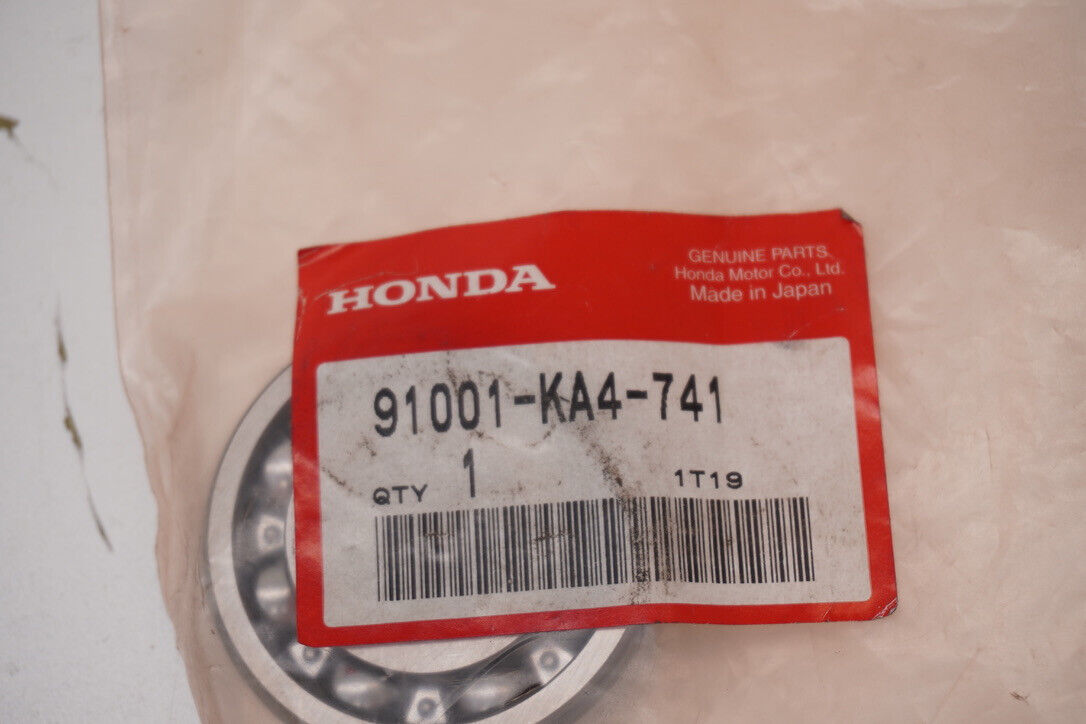 HONDA
GENUINE PARTS
Honda Motor Co., Ltd.
Made in Japan
91001-KA4-741
QTY 1 1T19